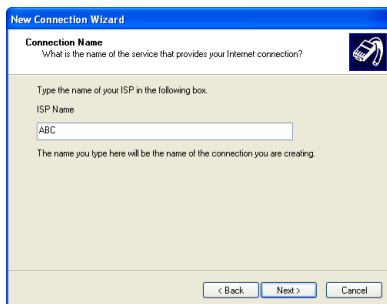 New Connection Wizard
Connection Name
What is the name of the service that provides your Internet connection?
Type the name of your ISP in the following box.
ISP Name
ABC
The name you type here will be the name of the connection you are creating.
< Back
Next >
Cancel